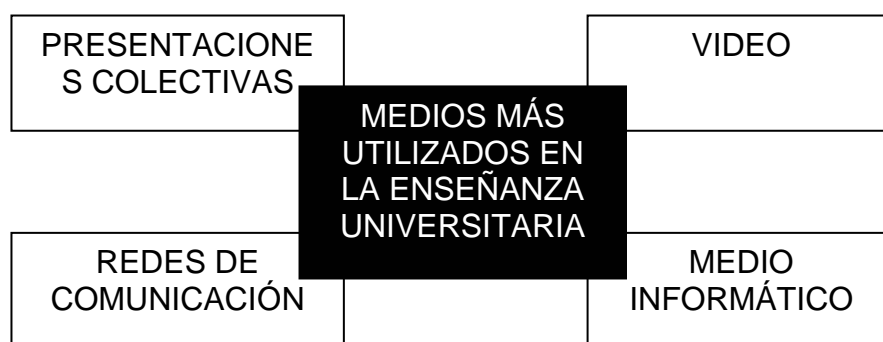 PRESENTACIONE
S COLECTIVAS
VIDEO
MEDIOS MÁS
UTILIZADOS EN
LA ENSEÑANZA
UNIVERSITARIA
REDES DE
COMUNICACIÓN
MEDIO
INFORMÁTICO